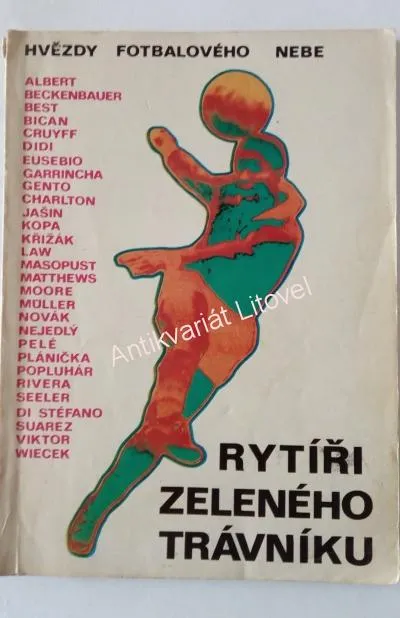 HVĚZDY FOTBALOVÉHO NEBE
ALBERT
BECKENBAUER
BEST
BICAN
CRUYFF
DIDI
EUSEBIO
GARRINCHA
GENTO
CHARLTON
JAŠIN
KOPA
KŘIŽÁK
LAW
MASOPUST
MATTHEWS
MOORE
MÜLLER
NOVÁK
NEJEDLÝ
PELÉ
PLÁNIČKA
POPLUHÁR
RIVERA
SEELER
DI STÉFANO
SUAREZ
VIKTOR
WIECEK
Antikvariát Litovel
RYTÍŘI
ZELENÉHO
TRÁVNÍKU